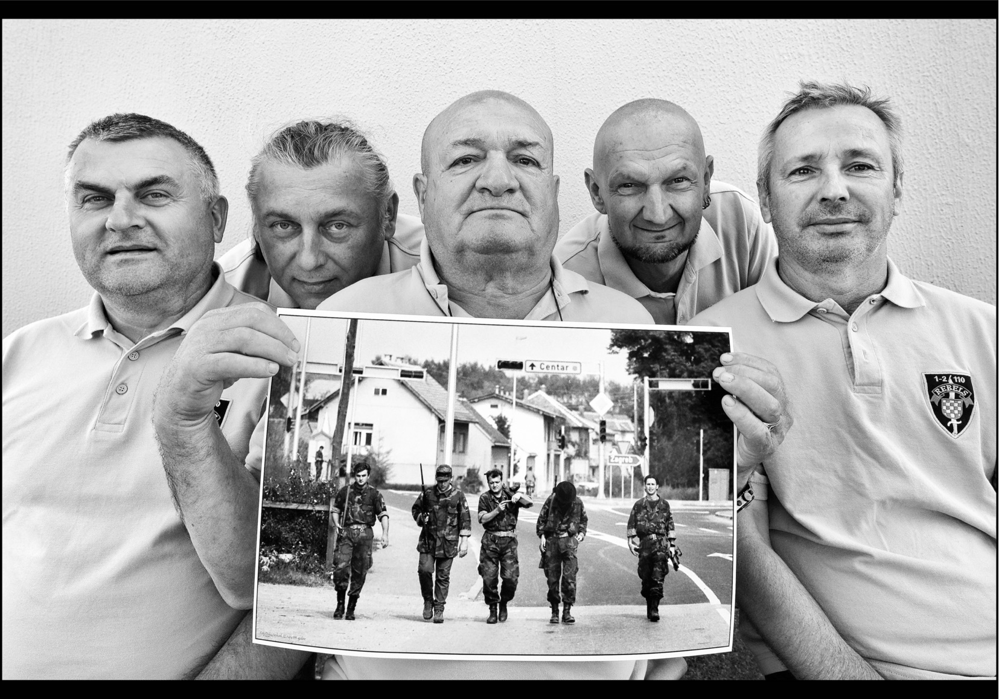 Centar
Zagreb
1-2 110
REBELS